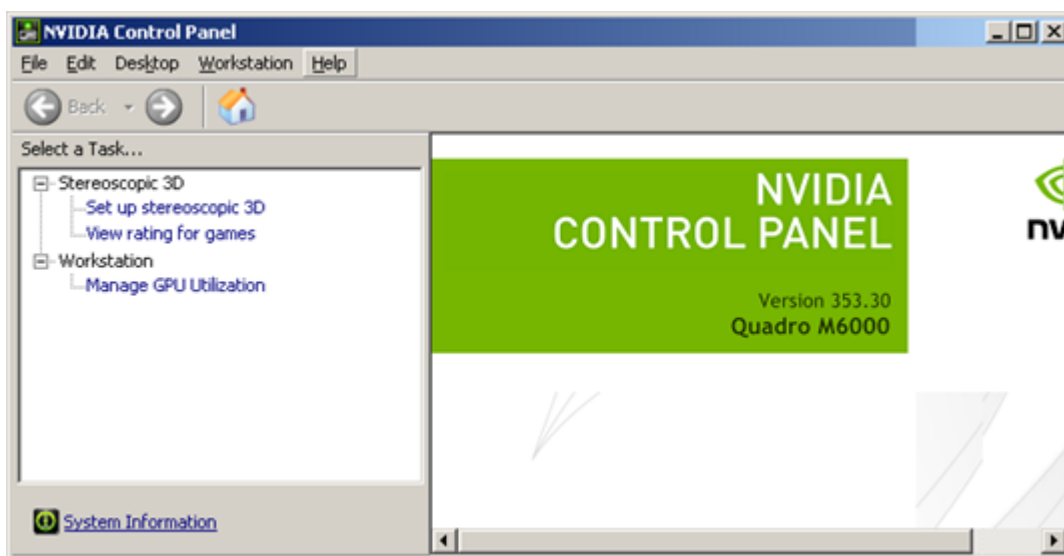 NVIDIA Control Panel
File Edit Desktop Workstation Help
Back
Select a Task...
Stereoscopic 3D
Set up stereoscopic 3D
View rating for games
Workstation
Manage GPU Utilization
System Information
NVIDIA
CONTROL PANEL
Version 353.30
Quadro M6000